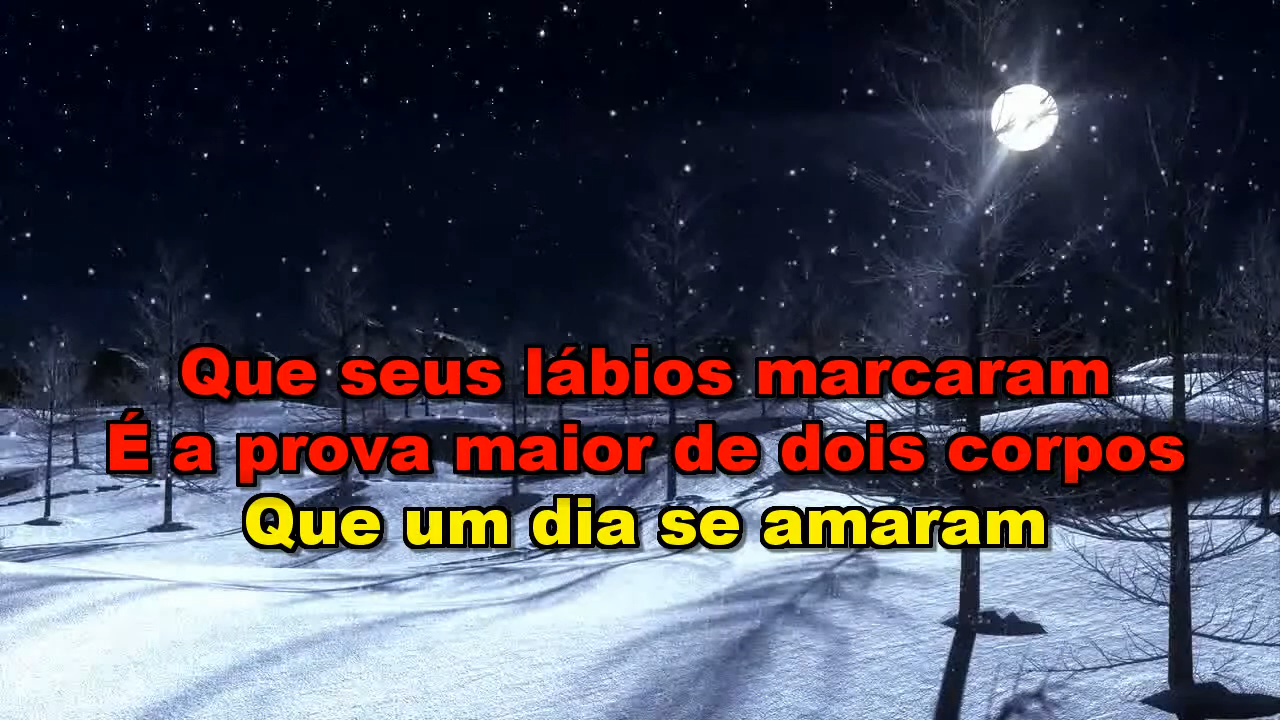 Que seus lábios marcaram
É a prova maior de dois corpos
Que um dia se amaram